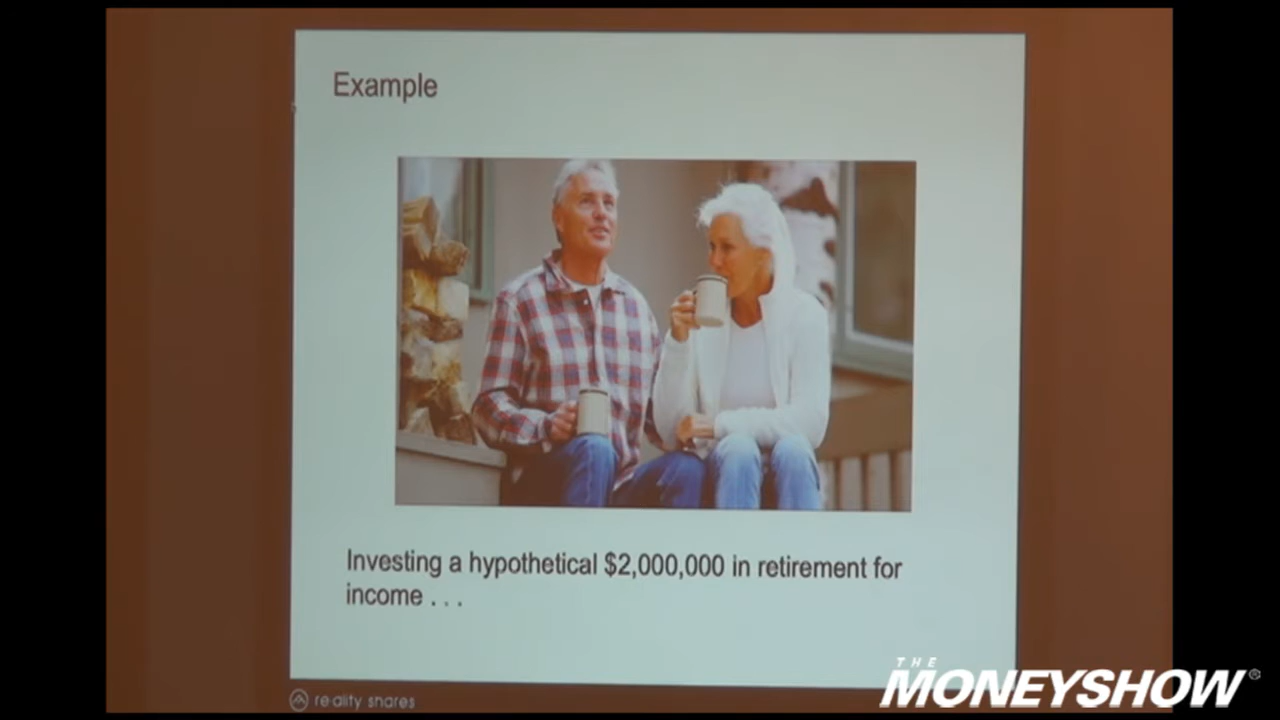 Example
Investing a hypothetical $2,000,000 in retirement for
income . . .
reality shares
THE
MONEYSHOW®